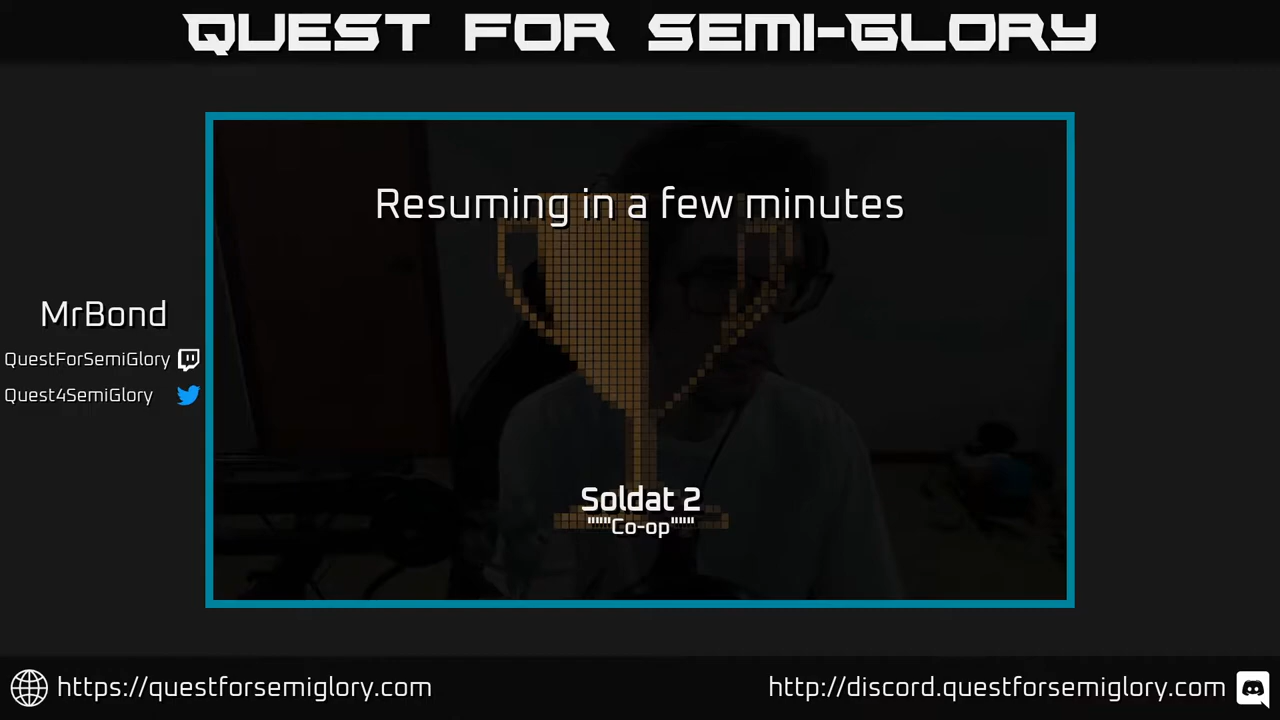 QUEST FOR SEMI-GLORY
Resuming in a few minutes
MrBond
QuestForSemiGlory
Quest4SemiGlory
Soldat 2
"""""Co-op"""""
https://questforsemiglory.com
http://discord.questforsemiglory.com